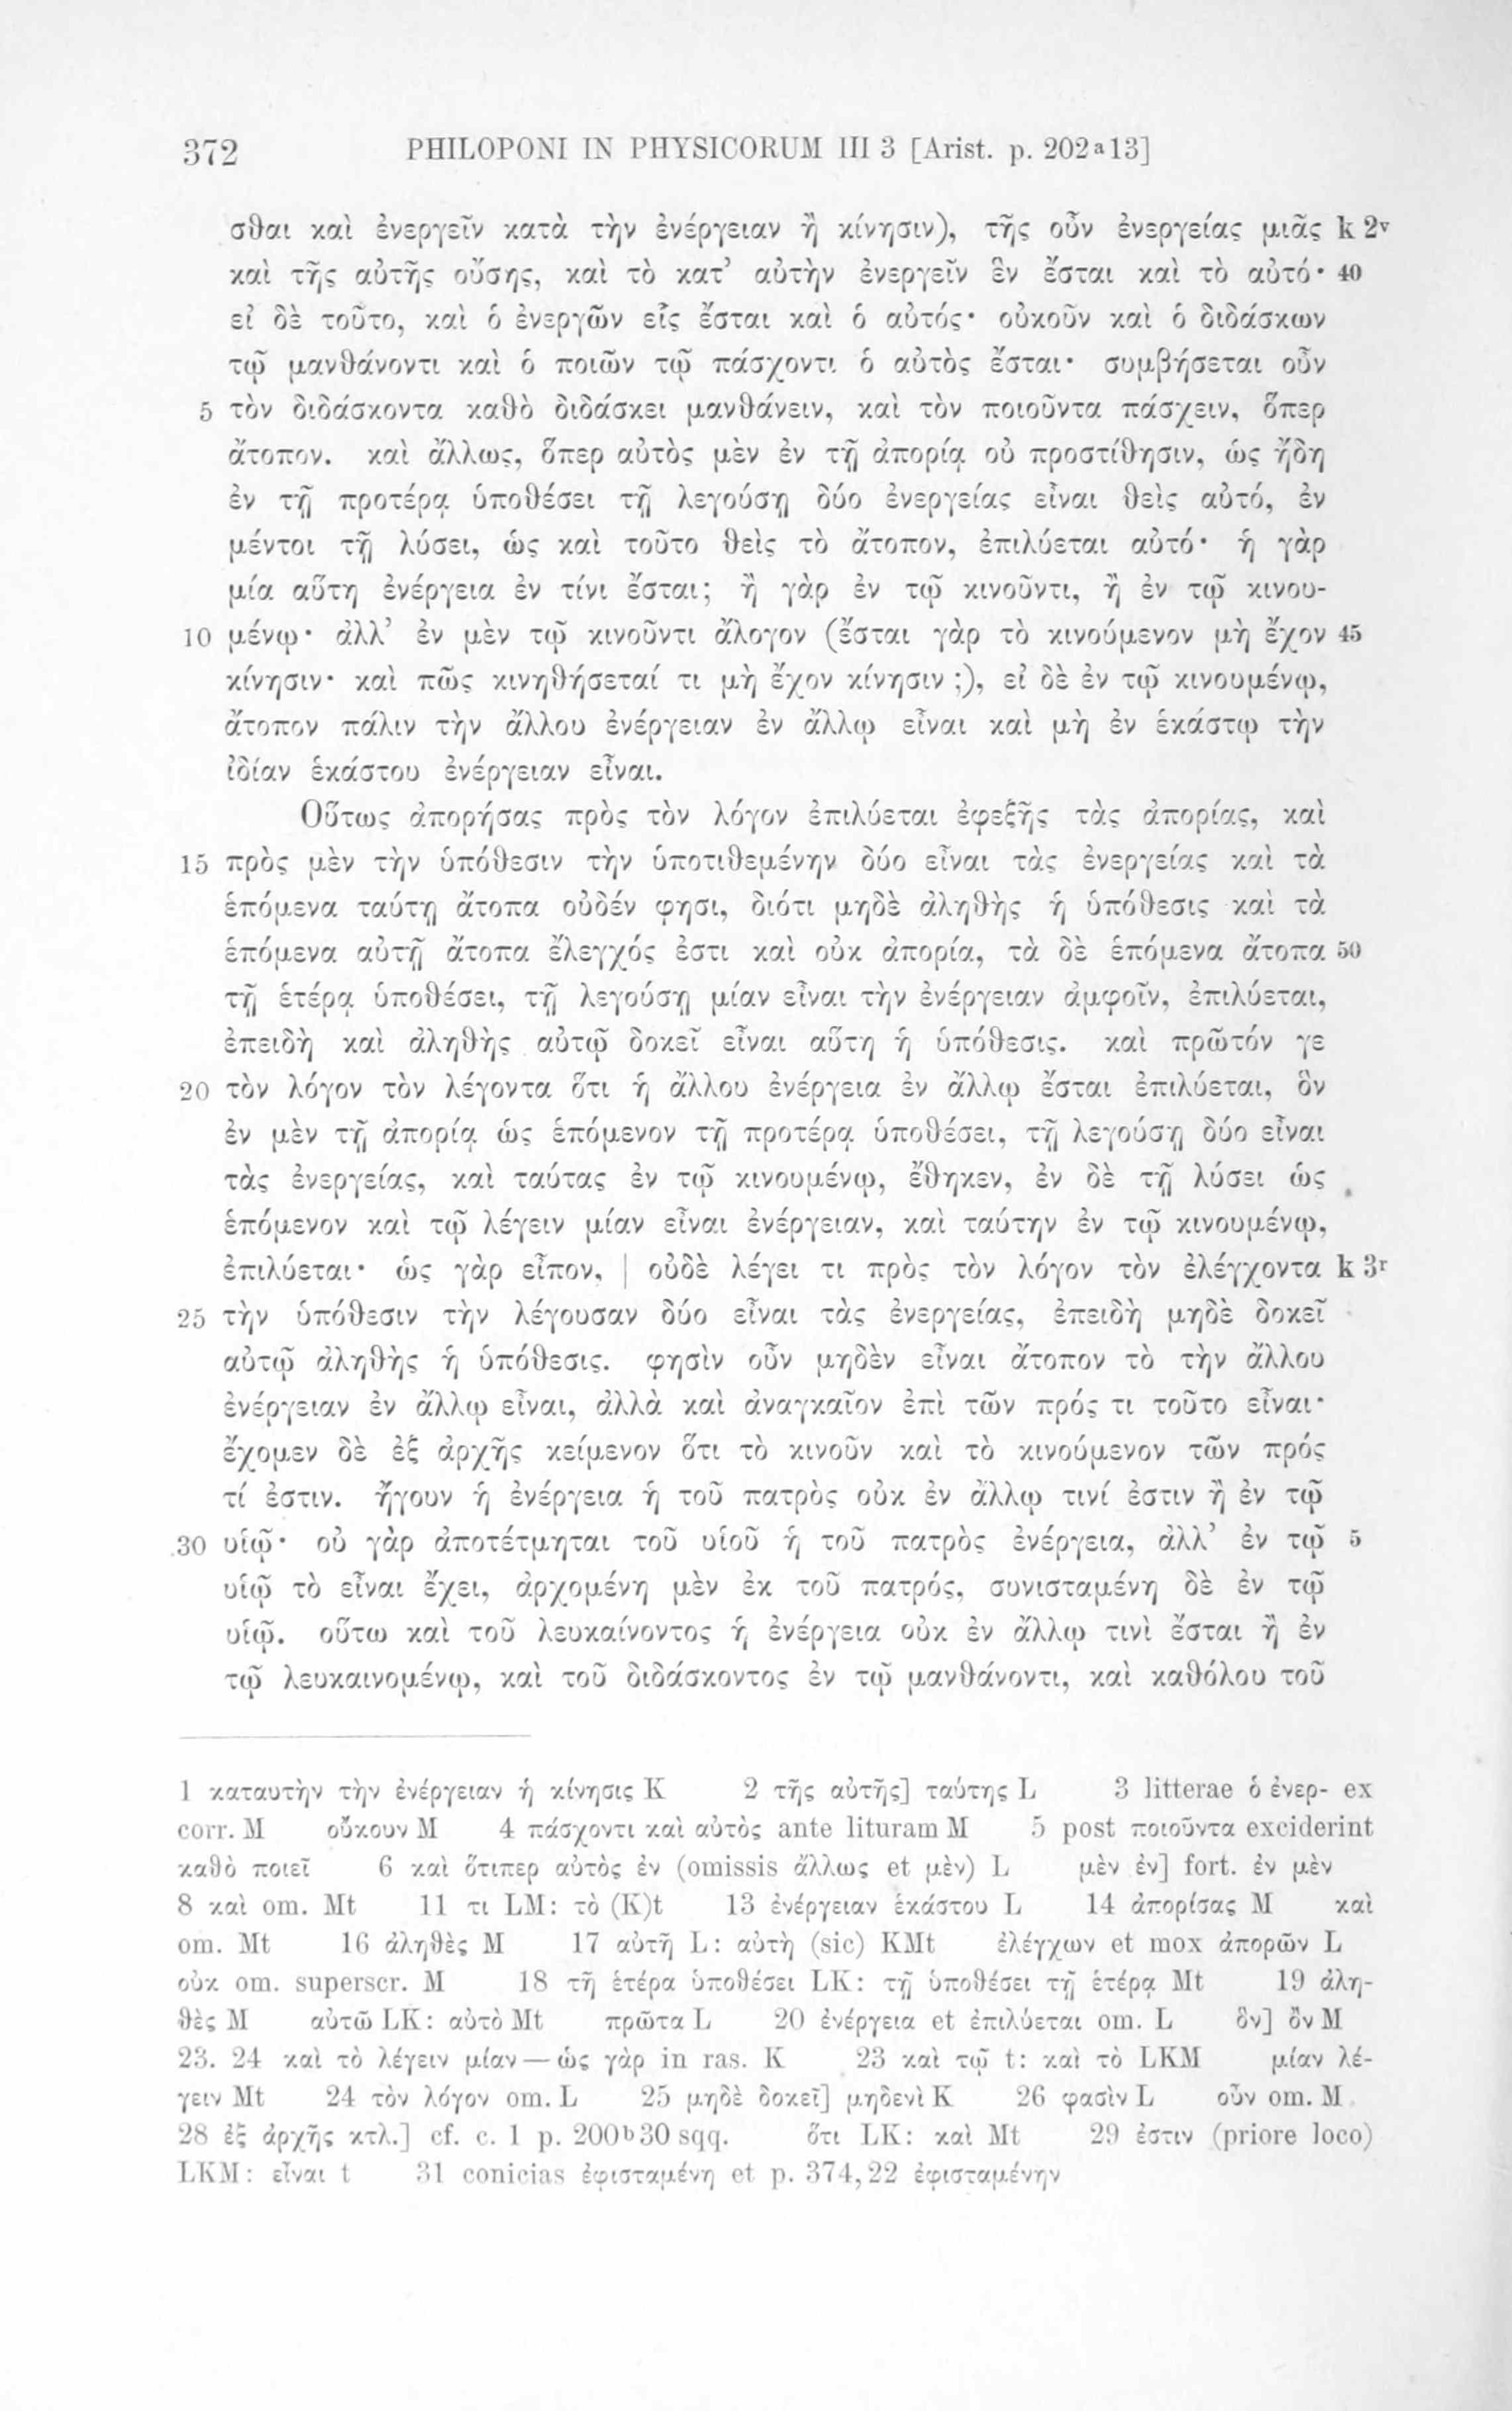 372 PHILOPONI IN PHYSICORUM III 3 [Arist. p. 202a13]
σθαι καὶ ἐνεργεῖν κατὰ τὴν ἐνέργειαν ἢ κίνησιν), τῆς οὖν ἐνεργείας μιᾶς k 2v
καὶ τῆς αὐτῆς οὔσης, καὶ τὸ κατ’ αὐτὴν ἐνεργεῖν ἓν ἔσται καὶ τὸ αὐτό· 40
εἰ δὲ τοῦτο, καὶ ὁ ἐνεργῶν εἷς ἔσται καὶ ὁ αὐτός· οὐκοῦν καὶ ὁ διδάσκων
τῷ μανθάνοντι καὶ ὁ ποιῶν τῷ πάσχοντι ὁ αὐτὸς ἔσται· συμβήσεται οὖν
5 τὸν διδάσκοντα καθὸ διδάσκει μανθάνειν, καὶ τὸν ποιοῦντα πάσχειν, ὅπερ
ἄτοπον. καὶ ἄλλως, ὅπερ αὐτὸς μὲν ἐν τῇ ἀπορίᾳ οὐ προστίθησιν, ὡς ἤδη
ἐν τῇ προτέρᾳ ὑποθέσει τῇ λεγούσῃ δύο ἐνεργείας εἶναι θεὶς αὐτό, ἐν
μέντοι τῇ λύσει, ὡς καὶ τοῦτο θεὶς τὸ ἄτοπον, ἐπιλύεται αὐτό· ἡ γὰρ
μία αὕτη ἐνέργεια ἐν τίνι ἔσται; ἢ γὰρ ἐν τῷ κινοῦντι, ἢ ἐν τῷ κινου-
10 μένῳ· ἀλλ’ ἐν μὲν τῷ κινοῦντι ἄλογον (ἔσται γὰρ τὸ κινούμενον μὴ ἔχον 45
κίνησιν· καὶ πῶς κινηθήσεταί τι μὴ ἔχον κίνησιν ;), εἰ δὲ ἐν τῷ κινουμένῳ,
ἄτοπον πάλιν τὴν ἄλλου ἐνέργειαν ἐν ἄλλῳ εἶναι καὶ μὴ ἐν ἑκάστῳ τὴν
ἰδίαν ἑκάστου ἐνέργειαν εἶναι.
Οὕτως ἀπορήσας πρὸς τὸν λόγον ἐπιλύεται ἐφεξῆς τὰς ἀπορίας, καὶ
15 πρὸς μὲν τὴν ὑπόθεσιν τὴν ὑποτιθεμένην δύο εἶναι τὰς ἐνεργείας καὶ τὰ
ἑπόμενα ταύτῃ ἄτοπα οὐδέν φησι, διότι μηδὲ ἀληθὴς ἡ ὑπόθεσις καὶ τὰ
ἑπόμενα αὐτῇ ἄτοπα ἔλεγχός ἐστι καὶ οὐκ ἀπορία, τὰ δὲ ἑπόμενα ἄτοπα 50
τῇ ἑτέρᾳ ὑποθέσει, τῇ λεγούσῃ μίαν εἶναι τὴν ἐνέργειαν ἀμφοῖν, ἐπιλύεται,
ἐπειδὴ καὶ ἀληθὴς αὐτῷ δοκεῖ εἶναι αὕτη ἡ ὑπόθεσις. καὶ πρῶτόν γε
20 τὸν λόγον τὸν λέγοντα ὅτι ἡ ἄλλου ἐνέργεια ἐν ἄλλῳ ἔσται ἐπιλύεται, ὃν
ἐν μὲν τῇ ἀπορίᾳ ὡς ἑπόμενον τῇ προτέρᾳ ὑποθέσει, τῇ λεγούσῃ δύο εἶναι
τὰς ἐνεργείας, καὶ ταύτας ἐν τῷ κινουμένῳ, ἔθηκεν, ἐν δὲ τῇ λύσει ὡς
ἑπόμενον καὶ τῷ λέγειν μίαν εἶναι ἐνέργειαν, καὶ ταύτην ἐν τῷ κινουμένῳ,
ἐπιλύεται· ὡς γὰρ εἶπον, | οὐδὲ λέγει τι πρὸς τὸν λόγον τὸν ἐλέγχοντα k 3r
25 τὴν ὑπόθεσιν τὴν λέγουσαν δύο εἶναι τὰς ἐνεργείας, ἐπειδὴ μηδὲ δοκεῖ
αὐτῷ ἀληθὴς ἡ ὑπόθεσις. φησὶν οὖν μηδὲν εἶναι ἄτοπον τὸ τὴν ἄλλου
ἐνέργειαν ἐν ἄλλῳ εἶναι, ἀλλὰ καὶ ἀναγκαῖον ἐπὶ τῶν πρός τι τοῦτο εἶναι·
ἔχομεν δὲ ἐξ ἀρχῆς κείμενον ὅτι τὸ κινοῦν καὶ τὸ κινούμενον τῶν πρός
τί ἐστιν. ἤγουν ἡ ἐνέργεια ἡ τοῦ πατρὸς οὐκ ἐν ἄλλῳ τινί ἐστιν ἢ ἐν τῷ
30 υἱῷ· οὐ γὰρ ἀποτέτμηται τοῦ υἱοῦ ἡ τοῦ πατρὸς ἐνέργεια, ἀλλ’ ἐν τῷ 5
υἱῷ τὸ εἶναι ἔχει, ἀρχομένη μὲν ἐκ τοῦ πατρός, συνισταμένη δὲ ἐν τῷ
υἱῷ. οὕτω καὶ τοῦ λευκαίνοντος ἡ ἐνέργεια οὐκ ἐν ἄλλῳ τινὶ ἔσται ἢ ἐν
τῷ λευκαινομένῳ, καὶ τοῦ διδάσκοντος ἐν τῷ μανθάνοντι, καὶ καθόλου τοῦ
1 καταυτὴν τὴν ἐνέργειαν ἡ κίνησις K 2 τῆς αὐτῆς] ταύτης L 3 litterae ὁ ἐνερ- ex
corr. M οὔκουν M 4 πάσχοντι καὶ αὐτὸς ante lituram M 5 post ποιοῦντα exciderint
καθὸ ποιεῖ 6 καὶ ὅτιπερ αὐτὸς ἐν (omissis ἄλλως et μὲν) L μὲν ἐν] fort. ἐν μὲν
8 καὶ om. Mt 11 τι LM: τὸ (K)t 13 ἐνέργειαν ἑκάστου L 14 ἀπορίσας M καὶ
om. Mt 16 ἀληθὲς M 17 αὐτῆ L: αὐτὴ (sic) KMt ἐλέγχων et mox ἀπορῶν L
οὐκ om. superscr. M 18 τῆ ἑτέρα ὑποθέσει LK: τῇ ὑποθέσει τῇ ἑτέρᾳ Mt 19 ἀλη-
θὲς M αὐτῶ LK: αὐτὸ Mt πρῶτα L 20 ἐνέργεια et ἐπιλύεται om. L ὃν] ὂν M
23. 24 καὶ τὸ λέγειν μίαν — ὡς γὰρ in ras. K 23 καὶ τῷ t: καὶ τὸ LKM μίαν λέ-
γειν Mt 24 τὸν λόγον om. L 25 μηδὲ δοκεῖ] μηδενὶ K 26 φασὶν L οὖν om. M
28 ἐξ ἀρχῆς κτλ.] cf. c. 1 p. 200b30 sqq. ὅτι LK: καὶ Mt 29 ἐστιν (priore loco)
LKM: εἶναι t 31 conicias ἐφισταμένη et p. 374,22 ἐφισταμένην